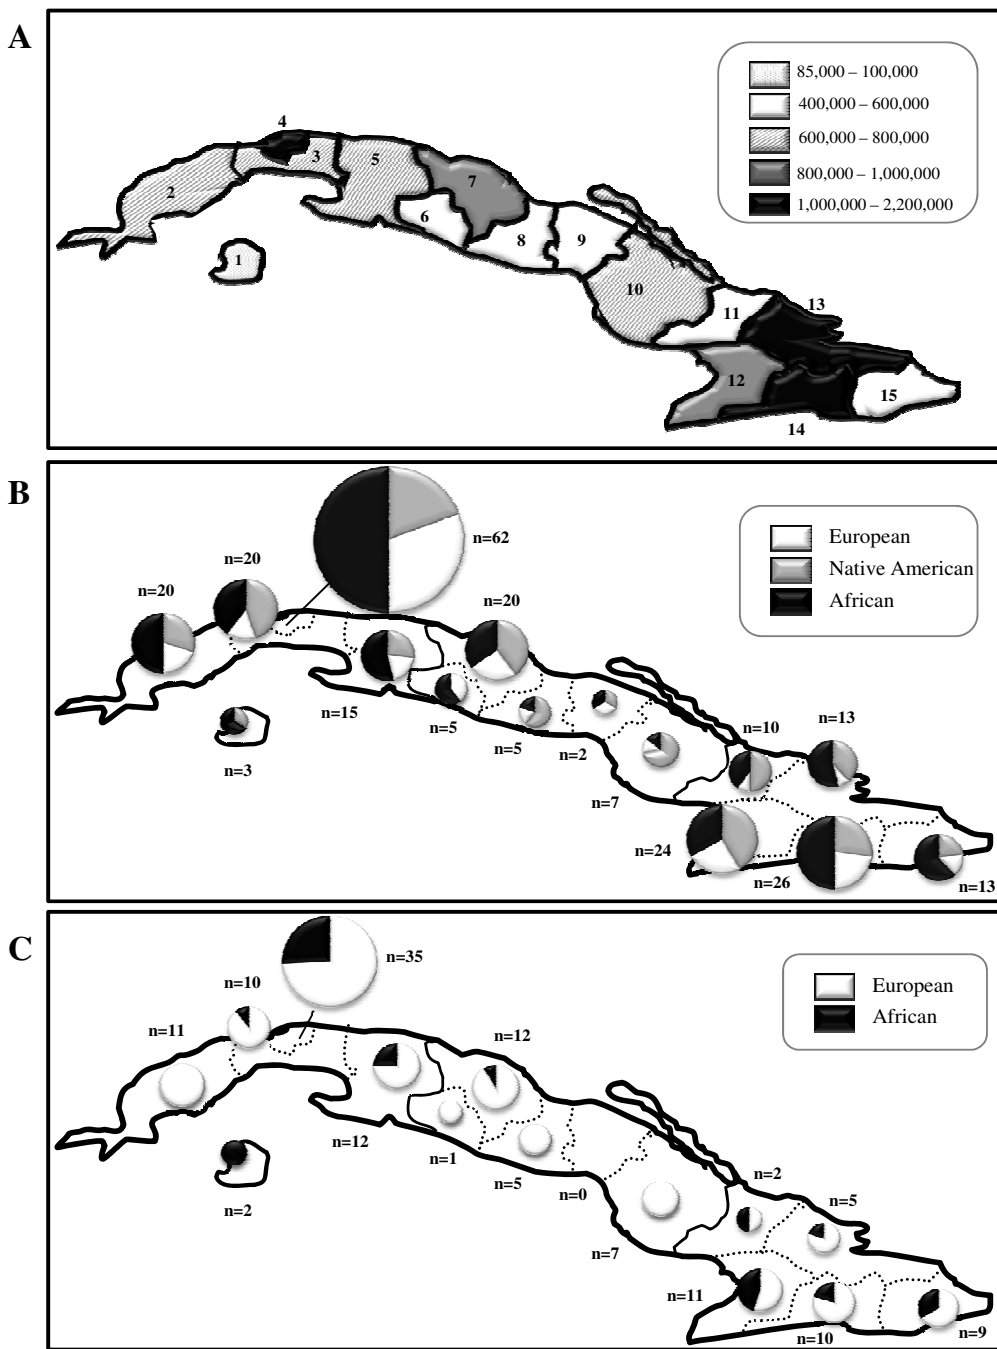 A
85,000 – 100,000
400,000 – 600,000
600,000 – 800,000
800,000 – 1,000,000
1,000,000 – 2,200,000
4
3
5
2
7
6
8
9
1
10
11
13
12
15
14
B
European
Native American
African
n=62
n=20
n=20
n=20
n=15
n=5
n=5
n=2
n=10
n=13
n=3
n=7
n=24
n=26
n=13
C
European
African
n=35
n=10
n=11
n=12
n=12
n=1
n=5
n=0
n=2
n=5
n=2
n=7
n=11
n=10
n=9